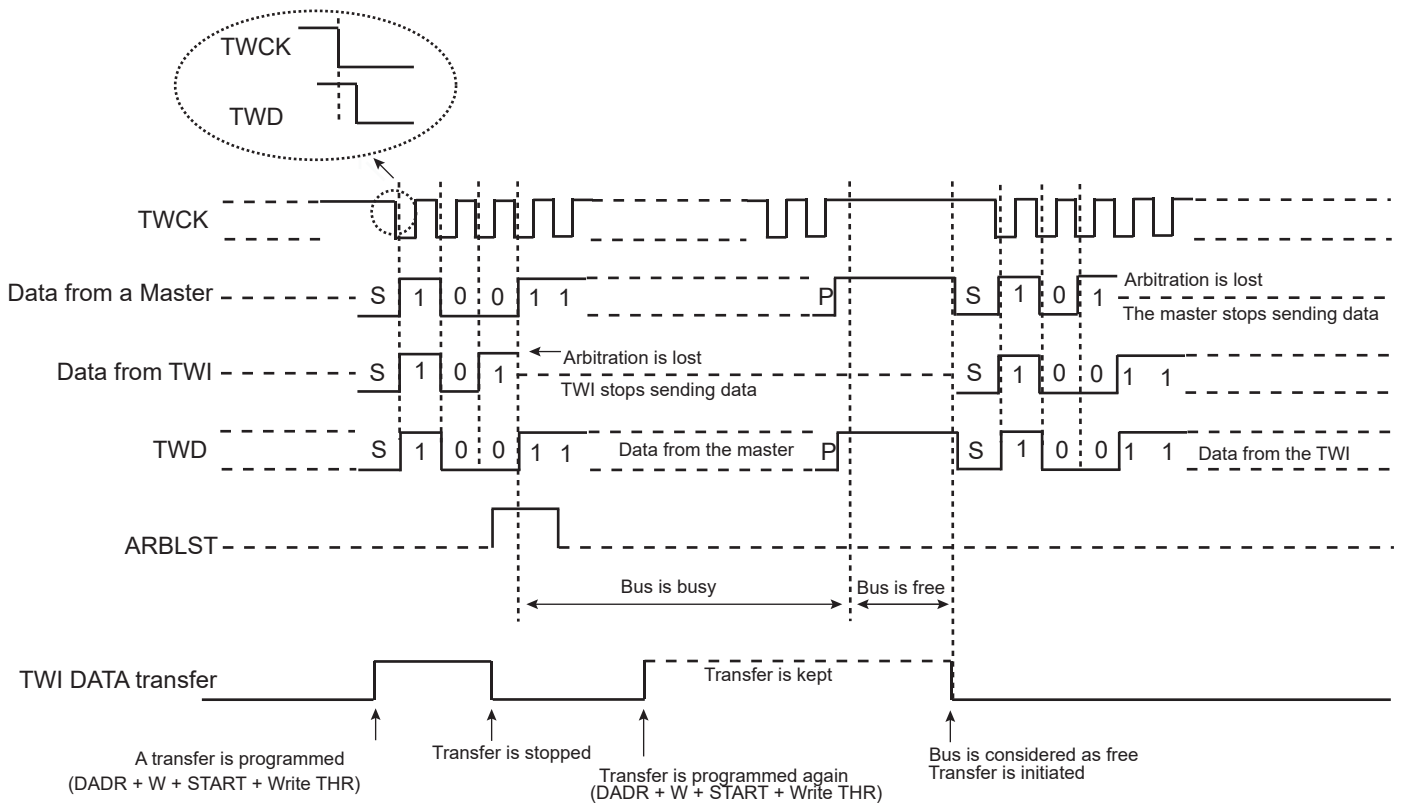 TWCK
TWD
TWCK
Data from a Master S 1 0 0 1 1 P S 1 0 1 Arbitration is lost
The master stops sending data
Data from TWI S 1 0 1 Arbitration is lost S 1 0 0 1 1
TWI stops sending data
TWD S 1 0 0 1 1 Data from the master P S 1 0 0 1 1 Data from the TWI
ARBLST
Bus is busy Bus is free
TWI DATA transfer Transfer is kept
A transfer is programmed
(DADR + W + START + Write THR)
Transfer is stopped
Transfer is programmed again
(DADR + W + START + Write THR)
Bus is considered as free
Transfer is initiated